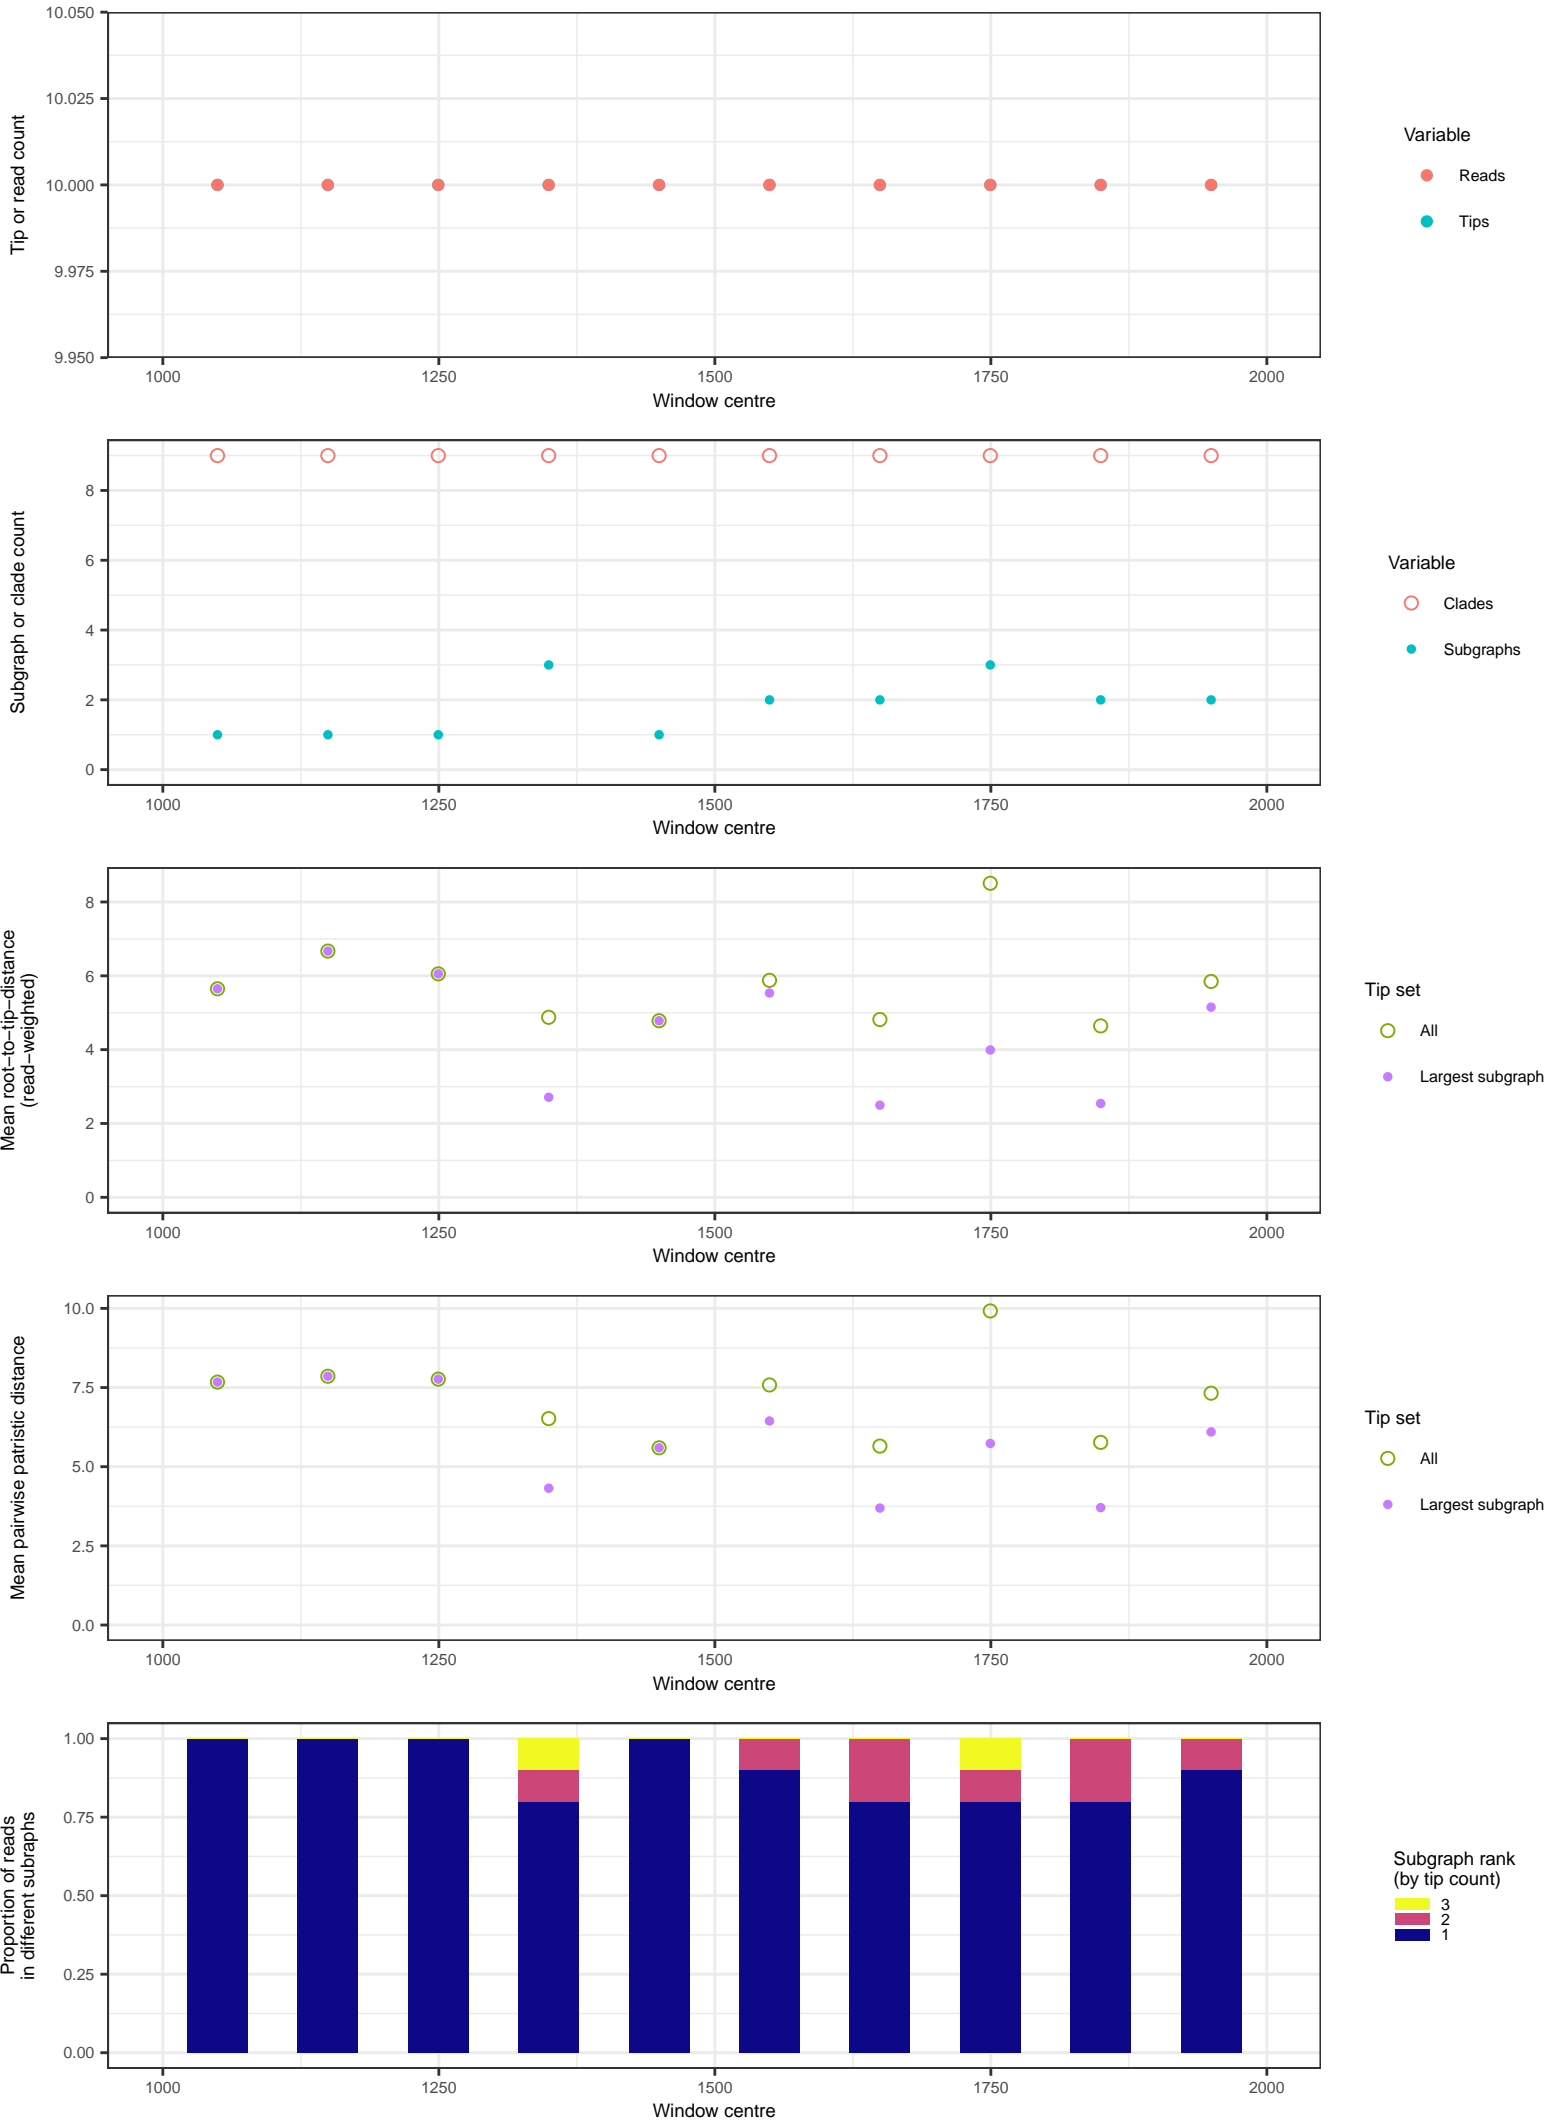 10.050
10.025
10.000
9.975
9.950
Tip or read count
1000 1250 1500 1750 2000
Window centre
Variable
Reads
Tips
8
6
4
2
0
Subgraph or clade count
1000 1250 1500 1750 2000
Window centre
Variable
Clades
Subgraphs
8
6
4
2
0
Mean root−to−tip−distance
(read−weighted)
1000 1250 1500 1750 2000
Window centre
Tip set
All
Largest subgraph
10.0
7.5
5.0
2.5
0.0
Mean pairwise patristic distance
1000 1250 1500 1750 2000
Window centre
Tip set
All
Largest subgraph
1.00
0.75
0.50
0.25
0.00
Proportion of reads
in different subraphs
1000 1250 1500 1750 2000
Window centre
Subgraph rank
(by tip count)
3
2
1